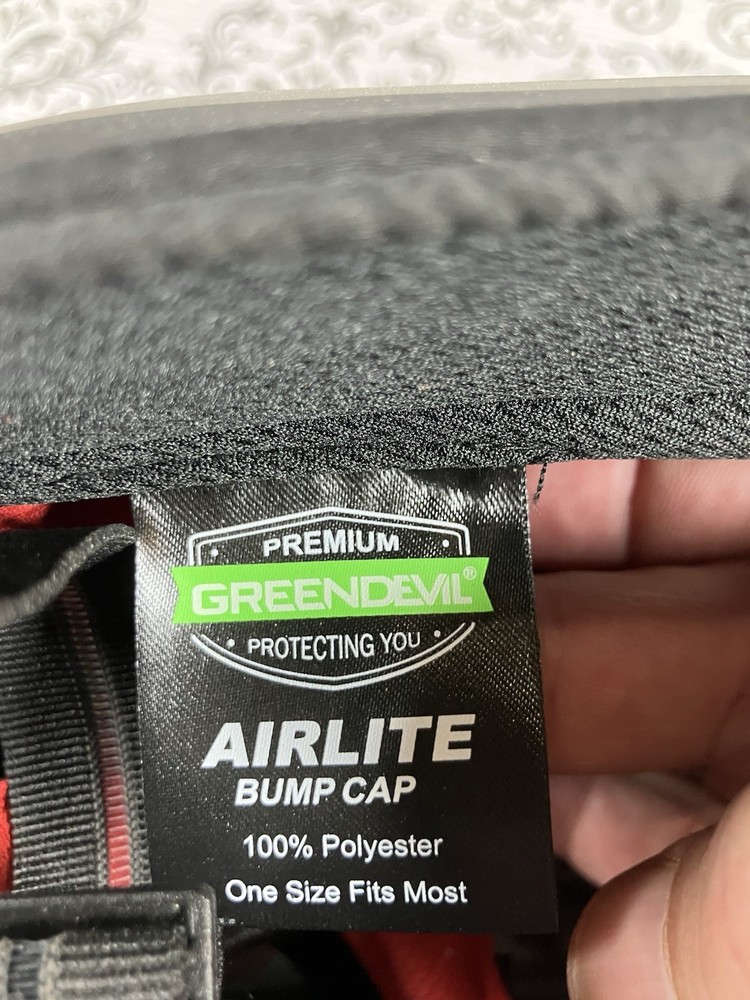 PREMIUM
GREENDEVIL®
• PROTECTING YOU •
AIRLITE
BUMP CAP
100% Polyester
One Size Fits Most